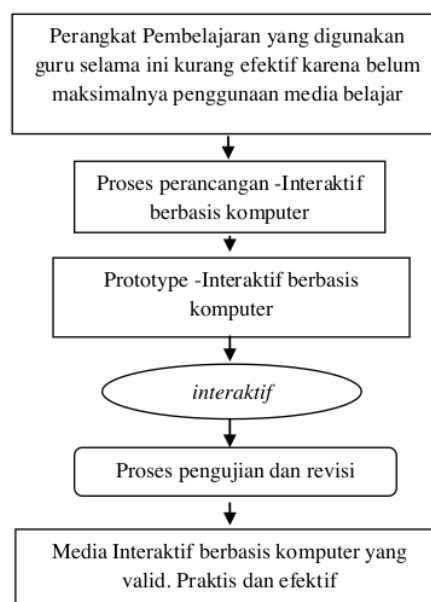 Perangkat Pembelajaran yang digunakan
guru selama ini kurang efektif karena belum
maksimalnya penggunaan media belajar
Proses perancangan -Interaktif
berbasis komputer
Prototype -Interaktif berbasis
komputer
interaktif
Proses pengujian dan revisi
Media Interaktif berbasis komputer yang
valid. Praktis dan efektif